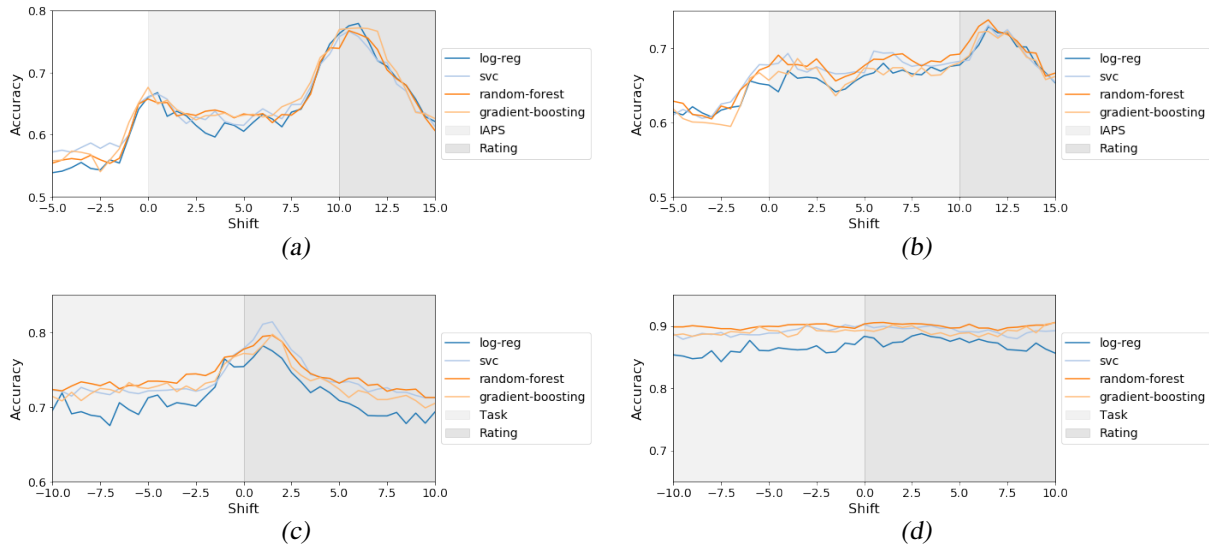 0.8
0.7
0.6
0.5
Accuracy
−5.0 −2.5 0.0 2.5 5.0 7.5 10.0 12.5 15.0
Shift
log-reg
svc
random-forest
gradient-boosting
IAPS
Rating
(a)
0.7
0.6
0.5
Accuracy
−5.0 −2.5 0.0 2.5 5.0 7.5 10.0 12.5 15.0
Shift
log-reg
svc
random-forest
gradient-boosting
IAPS
Rating
(b)
0.8
0.7
0.6
Accuracy
−10.0 −7.5 −5.0 −2.5 0.0 2.5 5.0 7.5 10.0
Shift
log-reg
svc
random-forest
gradient-boosting
Task
Rating
(c)
0.9
0.8
0.7
Accuracy
−10.0 −7.5 −5.0 −2.5 0.0 2.5 5.0 7.5 10.0
Shift
log-reg
svc
random-forest
gradient-boosting
Task
Rating
(d)